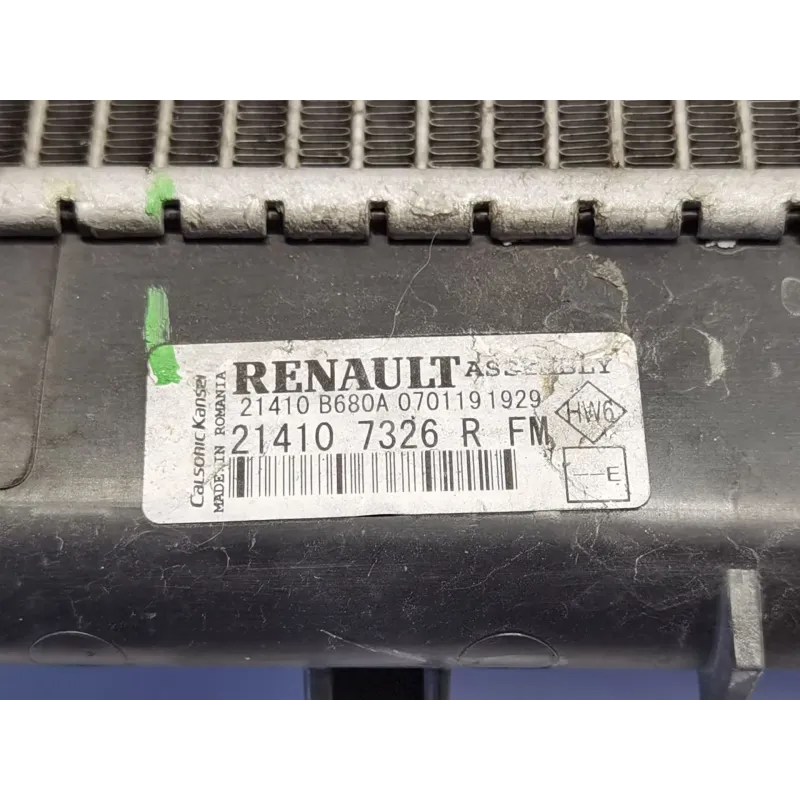 Calsonic Kansei
MADE IN ROMANIA
RENAULT ASSEMBLY
21410 B680A 0701191929
21410 7326 R FM
HW6
E